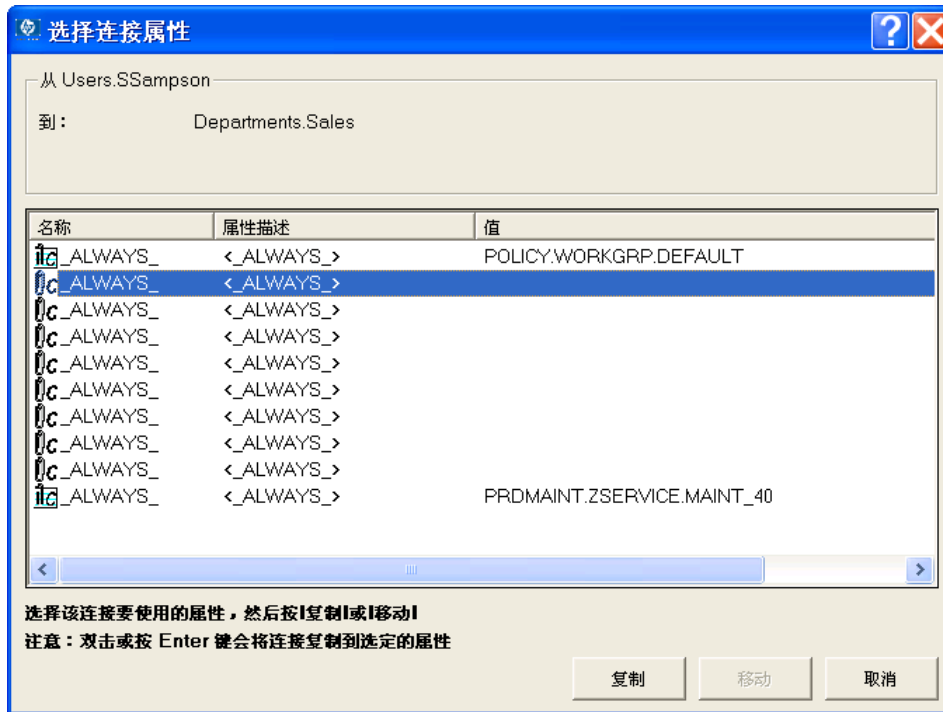 选择连接属性
从 Users.SSampson
到： Departments.Sales
名称 属性描述 值
_ALWAYS_ <_ALWAYS_> POLICY.WORKGRP.DEFAULT
_ALWAYS_ <_ALWAYS_>
_ALWAYS_ <_ALWAYS_>
_ALWAYS_ <_ALWAYS_>
_ALWAYS_ <_ALWAYS_>
_ALWAYS_ <_ALWAYS_>
_ALWAYS_ <_ALWAYS_>
_ALWAYS_ <_ALWAYS_>
_ALWAYS_ <_ALWAYS_>
_ALWAYS_ <_ALWAYS_> PRDMAINT.ZSERVICE.MAINT_40
选择该连接要使用的属性，然后按|复制|或|移动|
注意：双击或按 Enter 键会将连接复制到选定的属性
复制 移动 取消